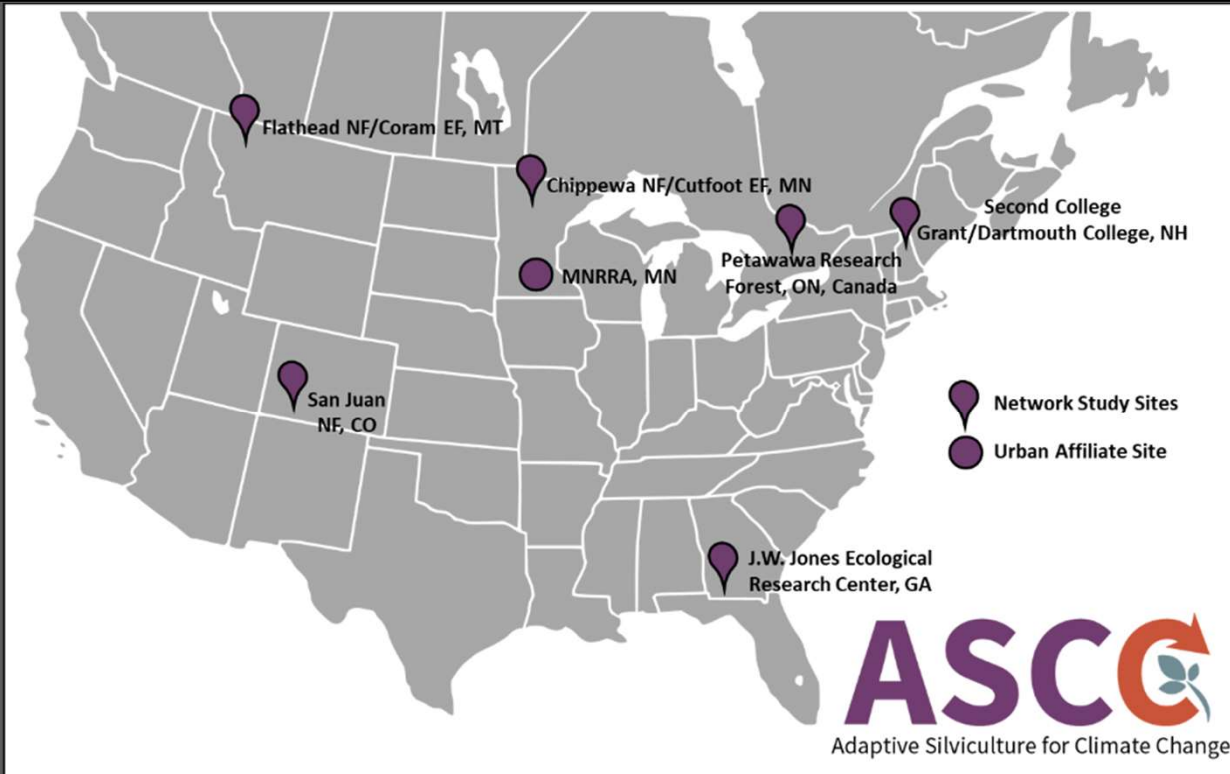 Flathead NF/Coram EF, MT
Chippewa NF/Cutfoot EF, MN
Second College
Grant/Dartmouth College, NH
Petawawa Research
Forest, ON, Canada
MNRRA, MN
San Juan
NF, CO
Network Study Sites
Urban Affiliate Site
J.W. Jones Ecological
Research Center, GA
ASCC
Adaptive Silviculture for Climate Change